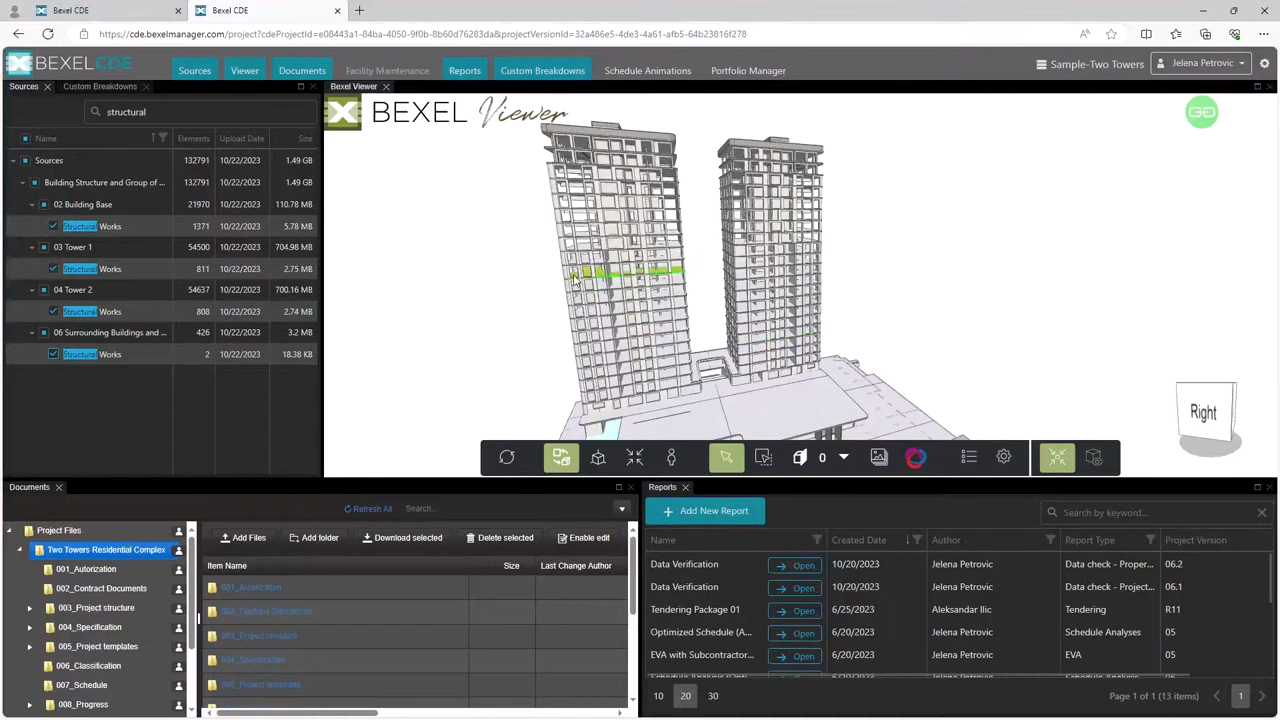 Bexel CDE
Bexel CDE
https://cde.bexelmanager.com/project?cdeProjectId=e08443a1-84ba-4050-9f0b-8b60d76283da&projectVersionId=32a486e5-4de3-4a61-afb5-64b23816f278
BEXEL CDE
Sources
Viewer
Documents
Facility Maintenance
Reports
Custom Breakdowns
Schedule Animations
Portfolio Manager
Sample-Two Towers
Jelena Petrovic
Sources
Custom Breakdowns
Bexel Viewer
structural
BEXEL Viewer
Name Elements Upload Date Size
Sources 132791 10/22/2023 1.49 GB
Building Structure and Group of ... 132791 10/22/2023 1.49 GB
02 Building Base 21970 10/22/2023 110.78 MB
Structural Works 1371 10/22/2023 5.78 MB
03 Tower 1 54500 10/22/2023 704.98 MB
Structural Works 811 10/22/2023 2.75 MB
04 Tower 2 54637 10/22/2023 700.16 MB
Structural Works 808 10/22/2023 2.74 MB
06 Surrounding Buildings and ... 426 10/22/2023 3.2 MB
Structural Works 2 10/22/2023 18.38 KB
Right
0
Documents
Refresh All
Search...
Project Files
Two Towers Residential Complex
001_Autorization
002_Contract Documents
003_Project structure
004_Specification
005_Project templates
006_Classification
007_Schedule
008_Progress
Add Files
Add folder
Download selected
Delete selected
Enable edit
Item Name Size Last Change Author
001_Autorization
002_Contract Documents
003_Project structure
004_Specification
005_Project templates
Reports
Add New Report
Search by keyword...
Name Created Date Author Report Type Project Version
Data Verification Open 10/20/2023 Jelena Petrovic Data check - Proper... 06.2
Data Verification Open 10/20/2023 Jelena Petrovic Data check - Project... 06.1
Tendering Package 01 Open 6/25/2023 Aleksandar Ilic Tendering R11
Optimized Schedule (A... Open 6/20/2023 Jelena Petrovic Schedule Analyses 05
EVA with Subcontractor... Open 6/20/2023 Jelena Petrovic EVA 05
10 20 30
Page 1 of 1 (13 items)
1